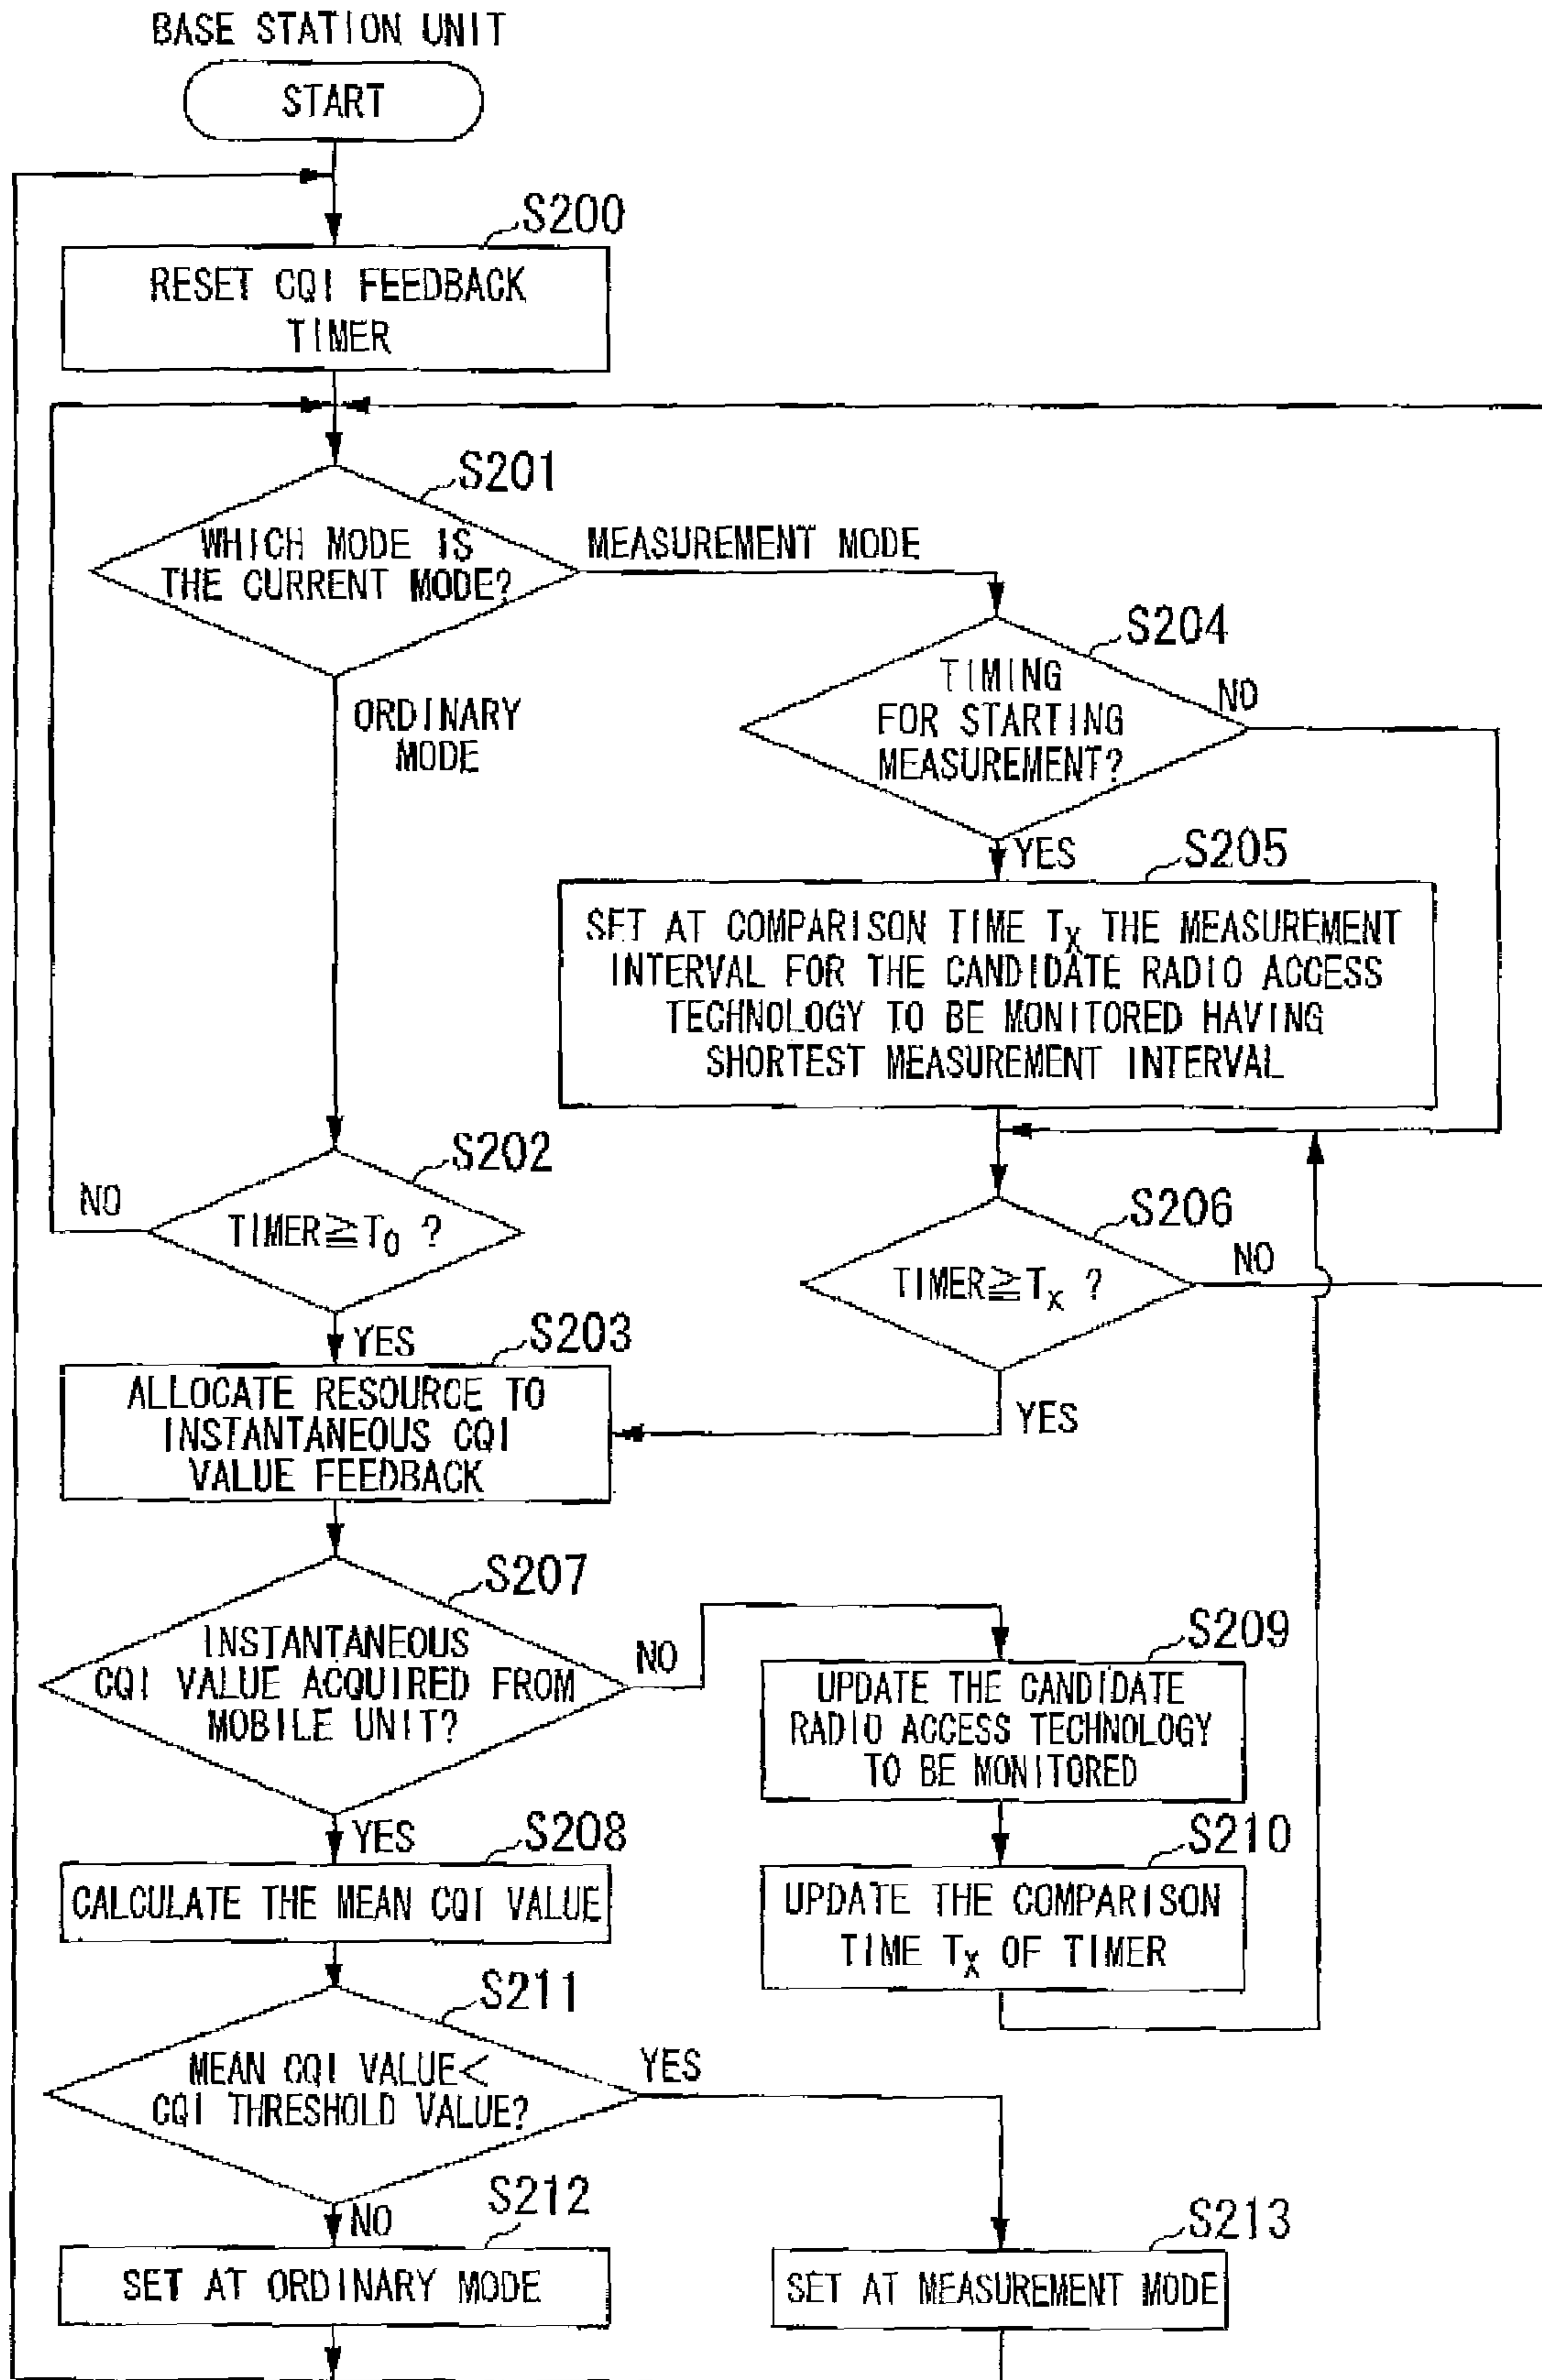 BASE STATION UNIT
START
S200
RESET CQI FEEDBACK
TIMER
S201
WHICH MODE IS
THE CURRENT MODE?
MEASUREMENT MODE
ORDINARY
MODE
S204
TIMING
FOR STARTING
MEASUREMENT?
NO
YES
S205
SET AT COMPARISON TIME TX THE MEASUREMENT
INTERVAL FOR THE CANDIDATE RADIO ACCESS
TECHNOLOGY TO BE MONITORED HAVING
SHORTEST MEASUREMENT INTERVAL
S202
NO
TIMER≧T0 ?
YES
S206
TIMER≧Tx ?
NO
YES
S203
ALLOCATE RESOURCE TO
INSTANTANEOUS CQI
VALUE FEEDBACK
S207
INSTANTANEOUS
CQI VALUE ACQUIRED FROM
MOBILE UNIT?
NO
YES
S209
UPDATE THE CANDIDATE
RADIO ACCESS TECHNOLOGY
TO BE MONITORED
S208
CALCULATE THE MEAN CQI VALUE
S210
UPDATE THE COMPARISON
TIME TX OF TIMER
S211
MEAN CQI VALUE<
CQI THRESHOLD VALUE?
YES
NO
S212
SET AT ORDINARY MODE
S213
SET AT MEASUREMENT MODE